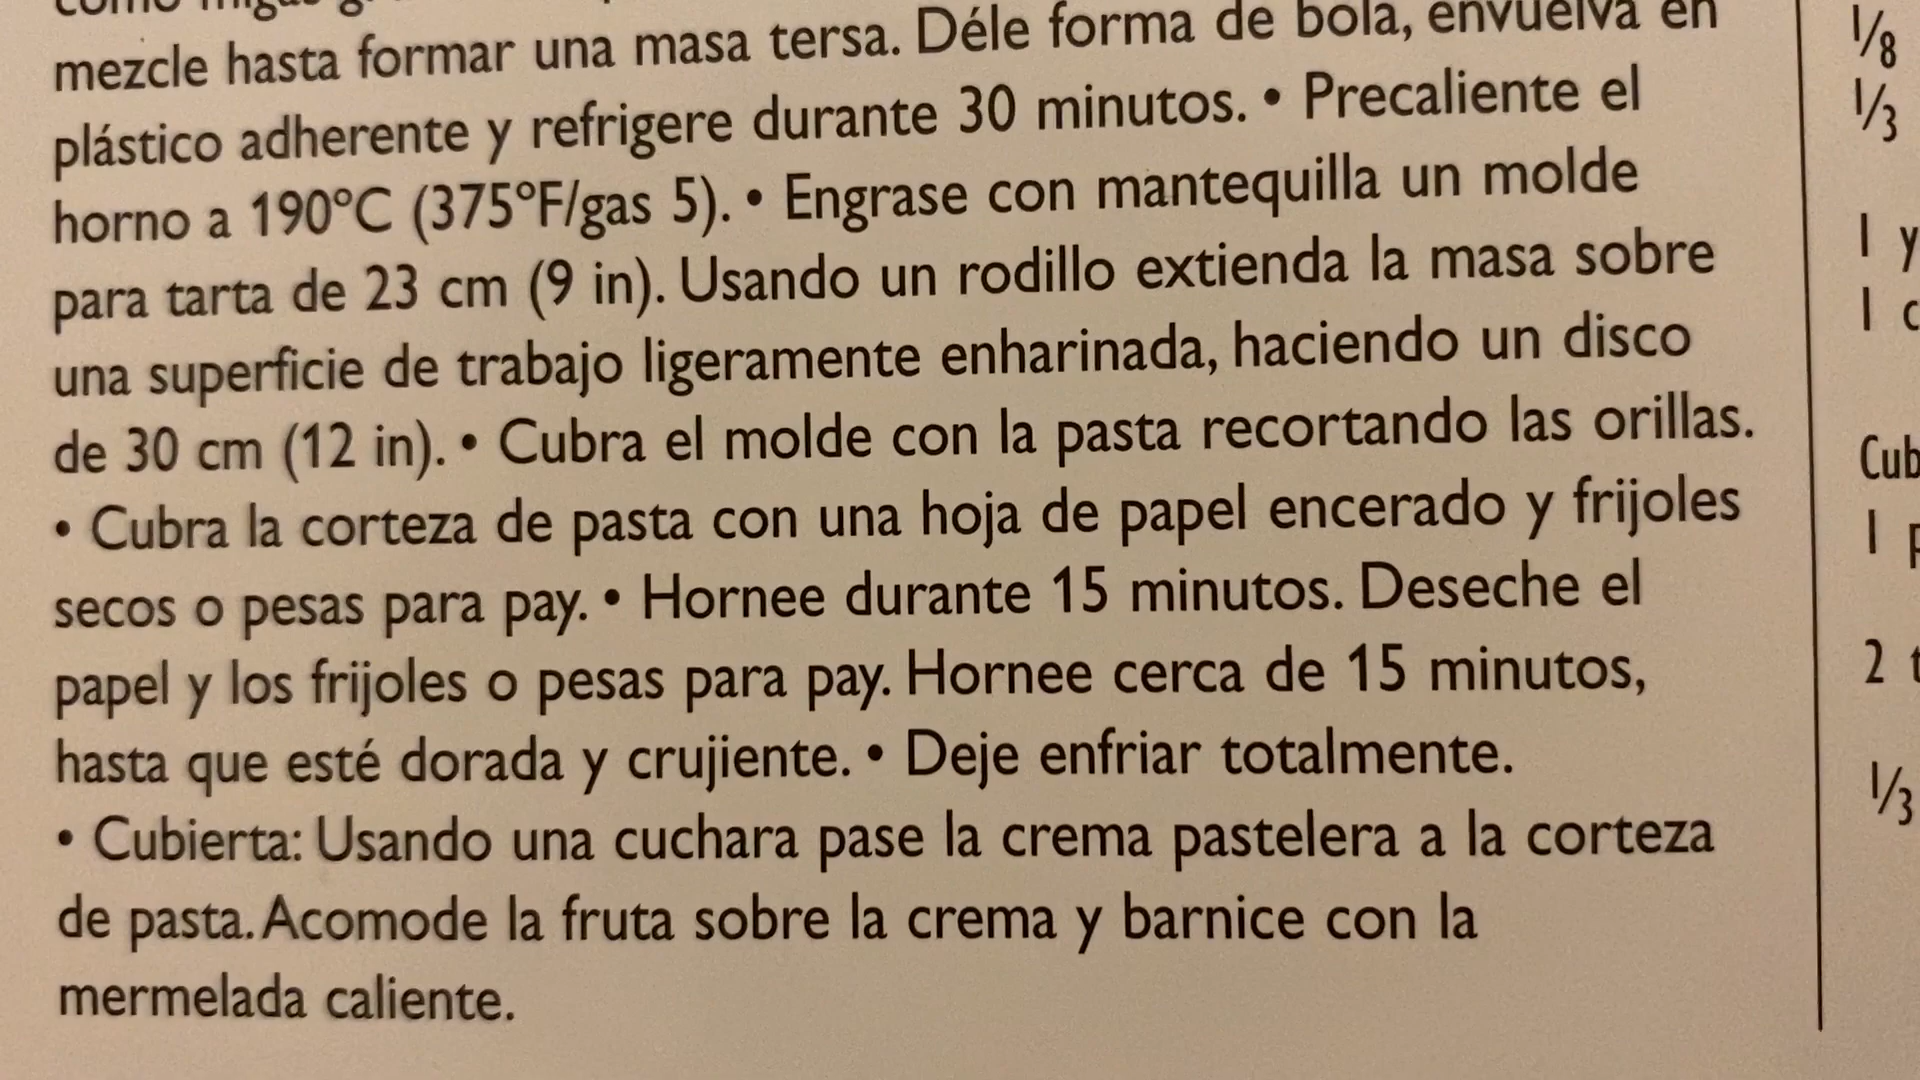 como migas
mezcle hasta formar una masa tersa. Déle forma de bola, envuelva en
plástico adherente y refrigere durante 30 minutos. • Precaliente el
horno a 190°C (375°F/gas 5). • Engrase con mantequilla un molde
para tarta de 23 cm (9 in). Usando un rodillo extienda la masa sobre
una superficie de trabajo ligeramente enharinada, haciendo un disco
de 30 cm (12 in). • Cubra el molde con la pasta recortando las orillas.
• Cubra la corteza de pasta con una hoja de papel encerado y frijoles
secos o pesas para pay. • Hornee durante 15 minutos. Deseche el
papel y los frijoles o pesas para pay. Hornee cerca de 15 minutos,
hasta que esté dorada y crujiente. • Deje enfriar totalmente.
• Cubierta: Usando una cuchara pase la crema pastelera a la corteza
de pasta. Acomode la fruta sobre la crema y barnice con la
mermelada caliente.
1/8
1/3
1 y
1 c
Cub
1 p
2 t
1/3